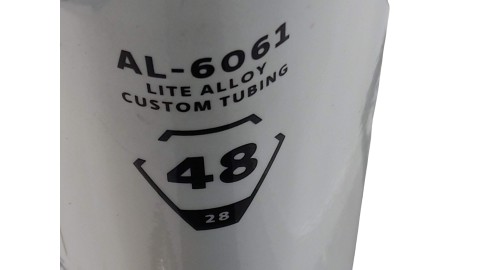 AL-6061
LITE ALLOY
CUSTOM TUBING
48
28